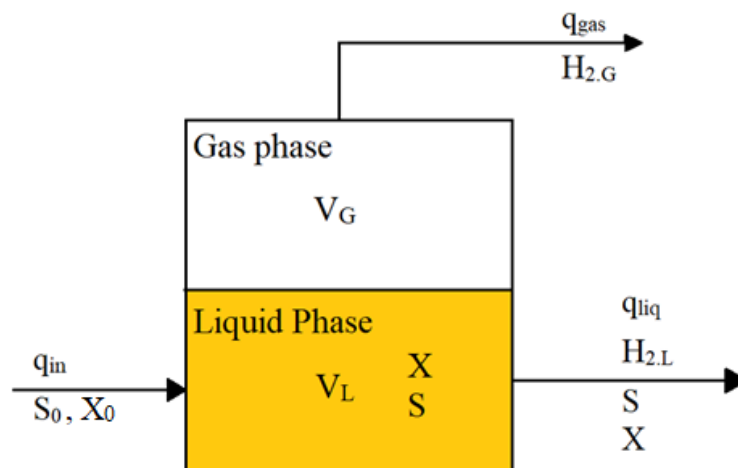 q_gas
H_2.G
Gas phase
V_G
Liquid Phase
q_in
S_0 , X_0
V_L
X
S
q_liq
H_2.L
S
X